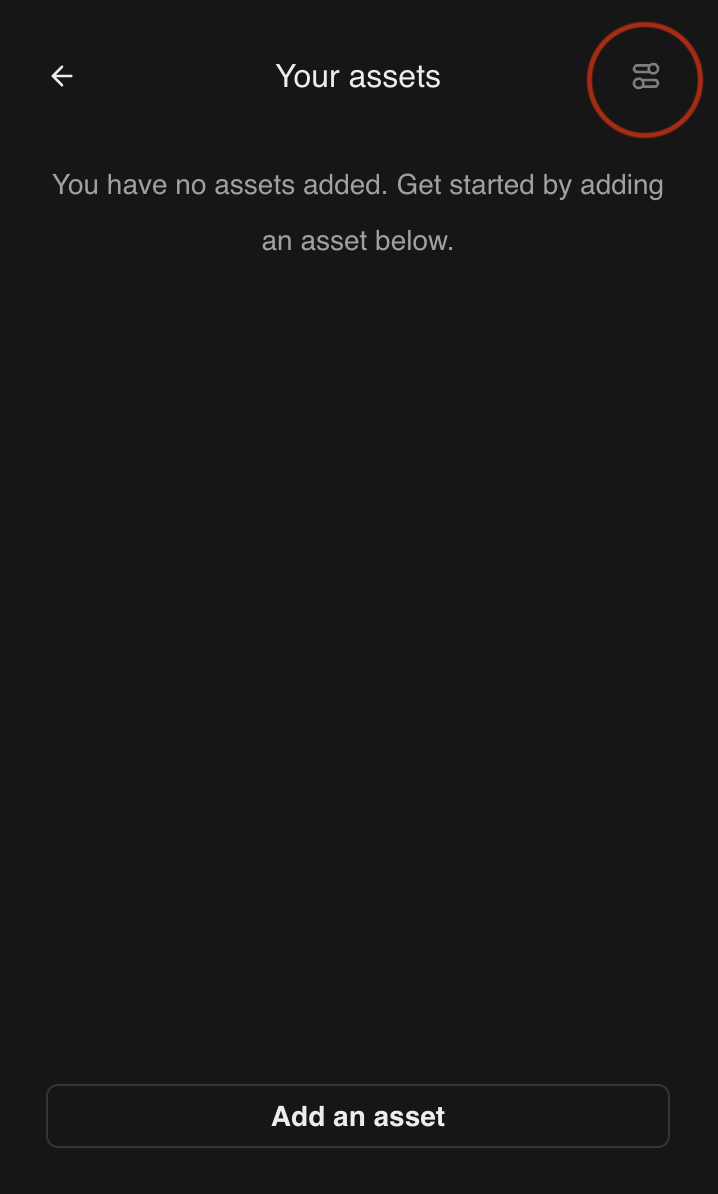 Your assets
You have no assets added. Get started by adding
an asset below.
Add an asset